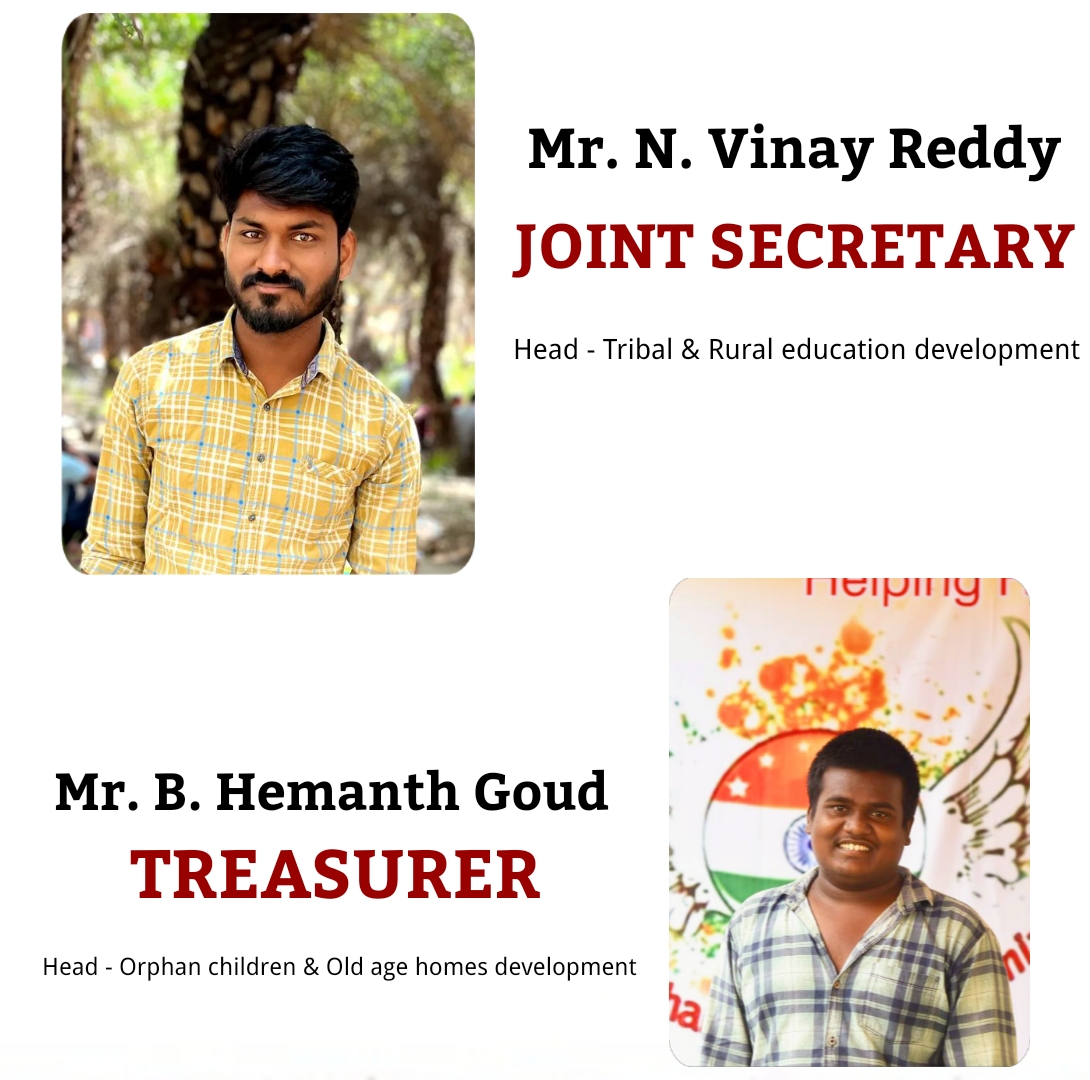 Mr. N. Vinay Reddy
JOINT SECRETARY
Head - Tribal & Rural education development
Helping
Mr. B. Hemanth Goud
TREASURER
Head - Orphan children & Old age homes development